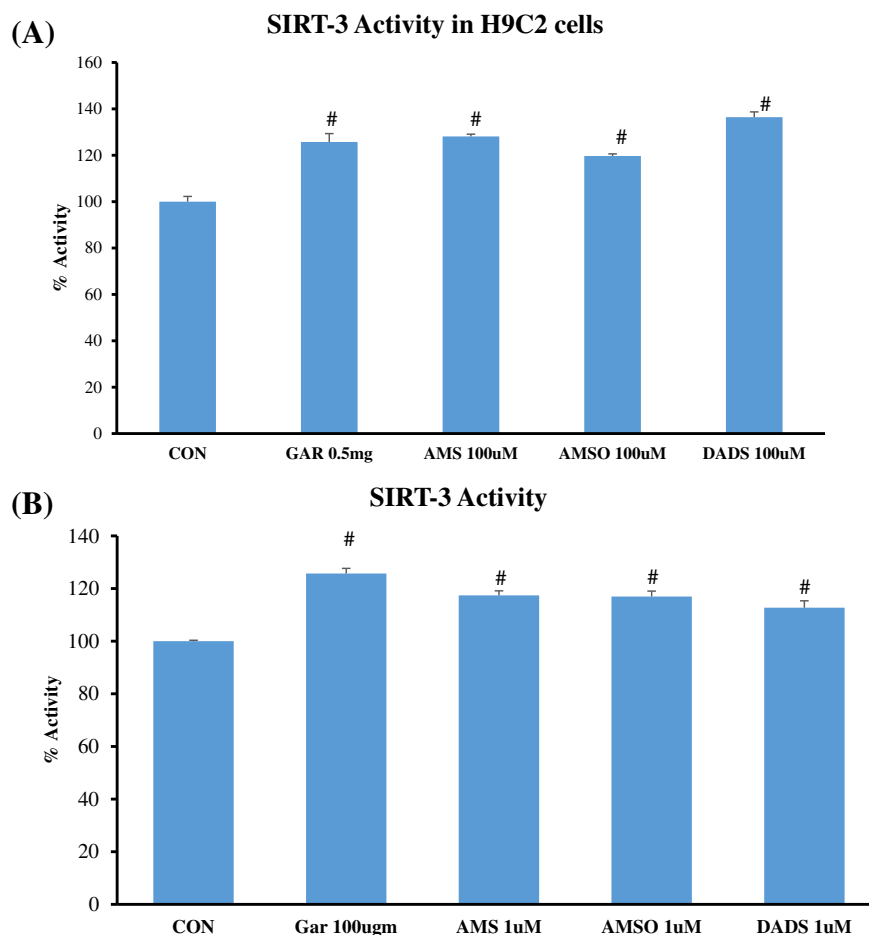 (A)
SIRT-3 Activity in H9C2 cells
% Activity
160
140
120
100
80
60
40
20
0
#
#
#
#
CON
GAR 0.5mg
AMS 100uM
AMSO 100uM
DADS 100uM
(B)
SIRT-3 Activity
% Activity
140
120
100
80
60
40
20
0
#
#
#
#
CON
Gar 100ugm
AMS 1uM
AMSO 1uM
DADS 1uM